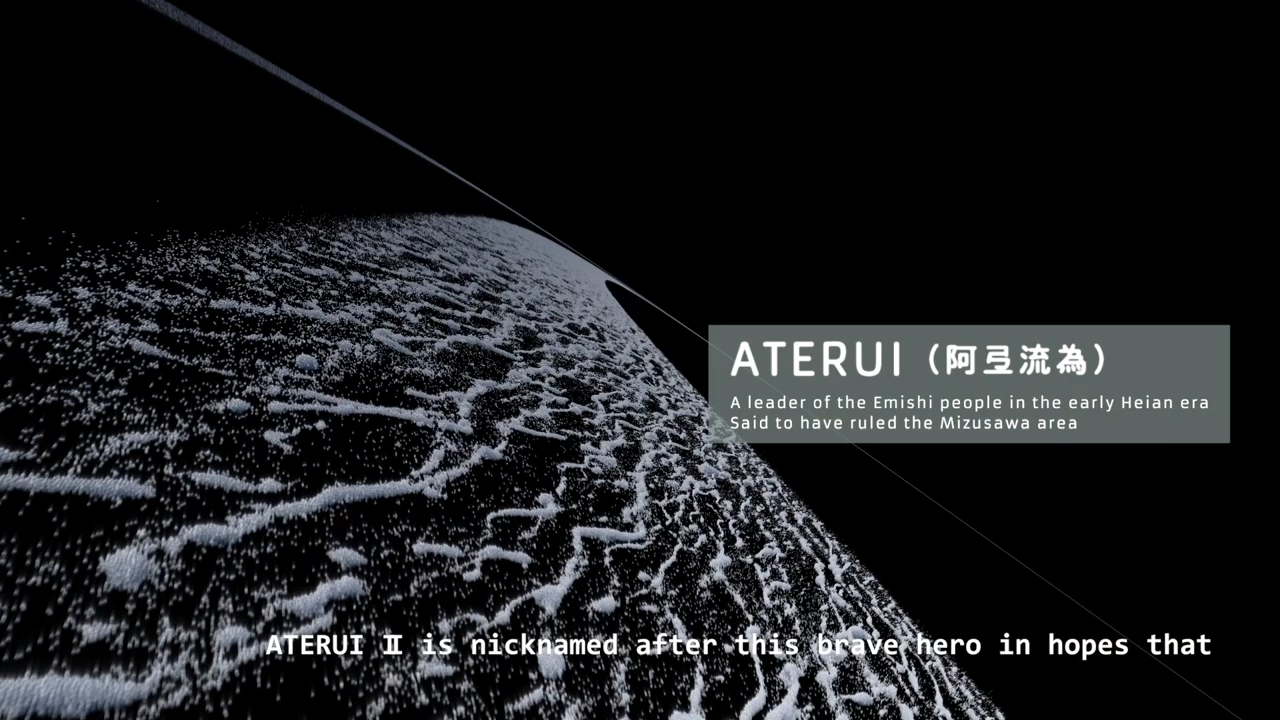 ATERUI（阿弖流為）
A leader of the Emishi people in the early Heian era
Said to have ruled the Mizusawa area
ATERUI Ⅱ is nicknamed after this brave hero in hopes that